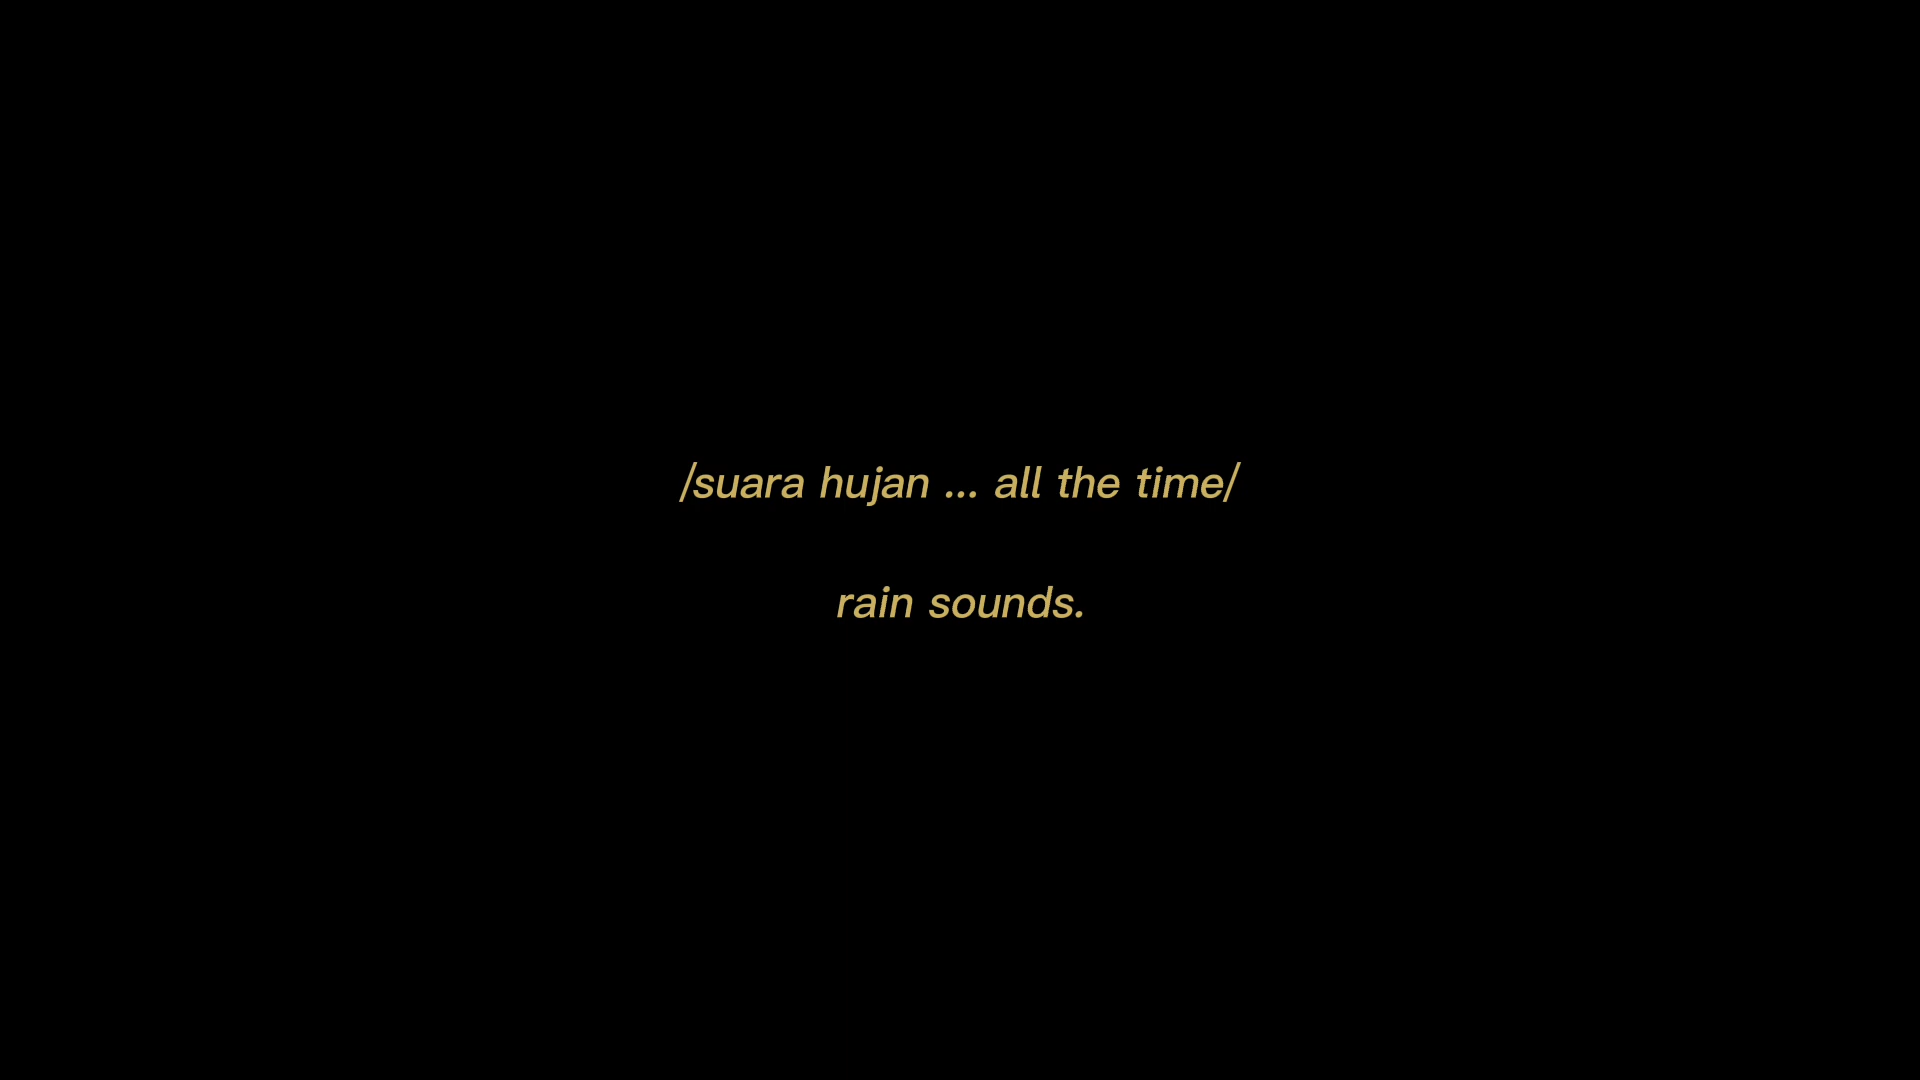 /suara hujan ... all the time/
rain sounds.